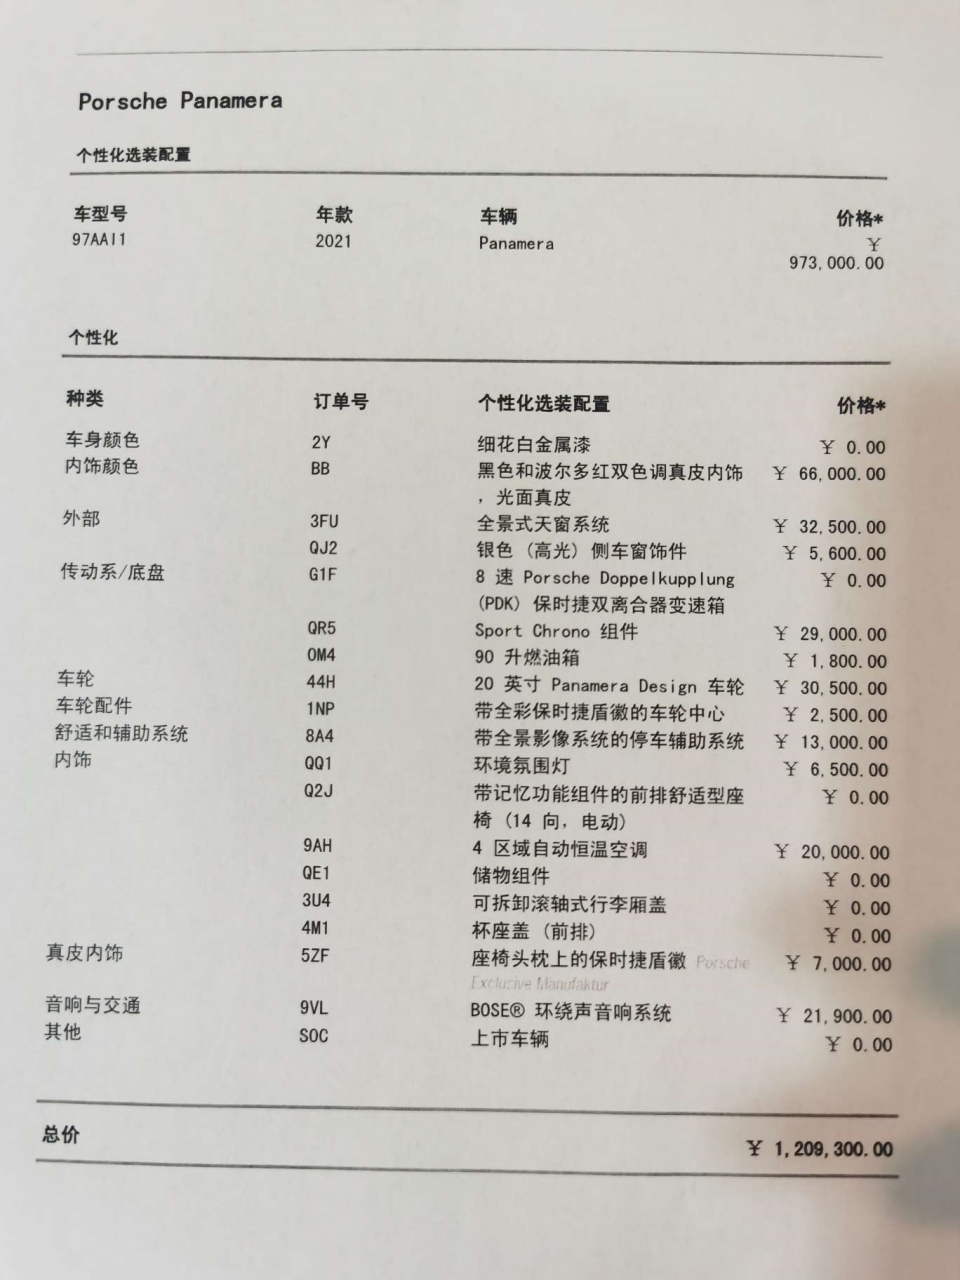 Porsche Panamera
个性化选装配置
车型号 年款 车辆 价格*
97AAI1 2021 Panamera ¥
973,000.00
个性化
种类 订单号 个性化选装配置 价格*
车身颜色 2Y 细花白金属漆 ¥ 0.00
内饰颜色 BB 黑色和波尔多红双色调真皮内饰 ¥ 66,000.00
，光面真皮
外部 3FU 全景式天窗系统 ¥ 32,500.00
QJ2 银色（高光）侧车窗饰件 ¥ 5,600.00
传动系/底盘 G1F 8 速 Porsche Doppelkupplung ¥ 0.00
(PDK) 保时捷双离合器变速箱
QR5 Sport Chrono 组件 ¥ 29,000.00
0M4 90 升燃油箱 ¥ 1,800.00
车轮 44H 20 英寸 Panamera Design 车轮 ¥ 30,500.00
车轮配件 1NP 带全彩保时捷盾徽的车轮中心 ¥ 2,500.00
舒适和辅助系统 8A4 带全景影像系统的停车辅助系统 ¥ 13,000.00
内饰 QQ1 环境氛围灯 ¥ 6,500.00
Q2J 带记忆功能组件的前排舒适型座 ¥ 0.00
椅（14 向，电动）
9AH 4 区域自动恒温空调 ¥ 20,000.00
QE1 储物组件 ¥ 0.00
3U4 可拆卸滚轴式行李厢盖 ¥ 0.00
4M1 杯座盖（前排） ¥ 0.00
真皮内饰 5ZF 座椅头枕上的保时捷盾徽 Porsche ¥ 7,000.00
Exclusive Manufaktur
音响与交通 9VL BOSE® 环绕声音响系统 ¥ 21,900.00
其他 SOC 上市车辆 ¥ 0.00
总价 ¥ 1,209,300.00